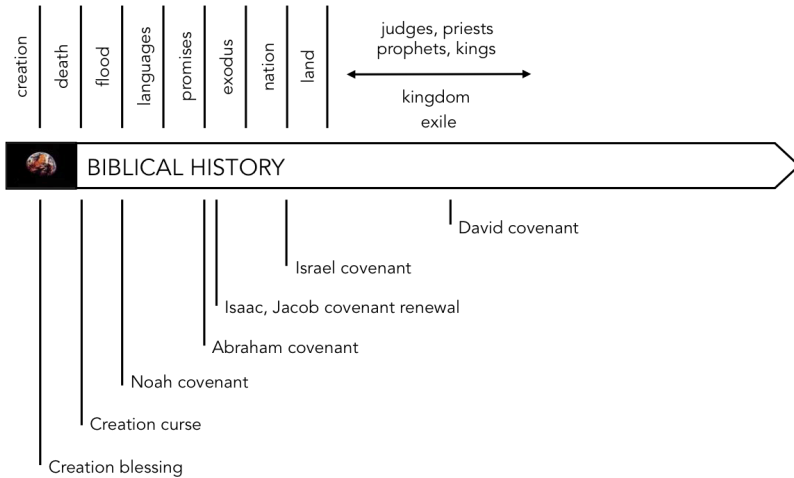 creation
death
flood
languages
promises
exodus
nation
land
judges, priests
prophets, kings
kingdom
exile
BIBLICAL HISTORY
David covenant
Israel covenant
Isaac, Jacob covenant renewal
Abraham covenant
Noah covenant
Creation curse
Creation blessing